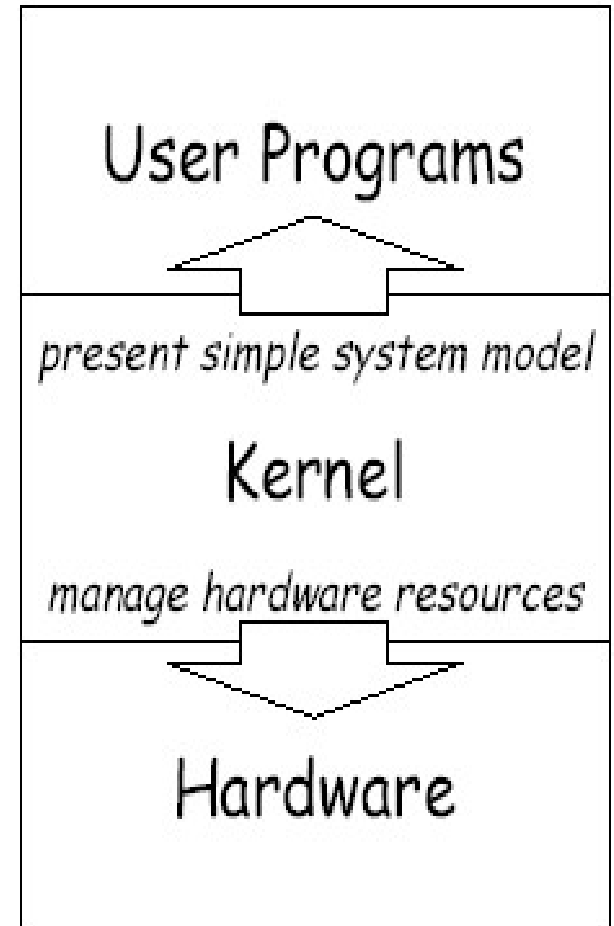 User Programs
present simple system model
Kernel
manage hardware resources
Hardware